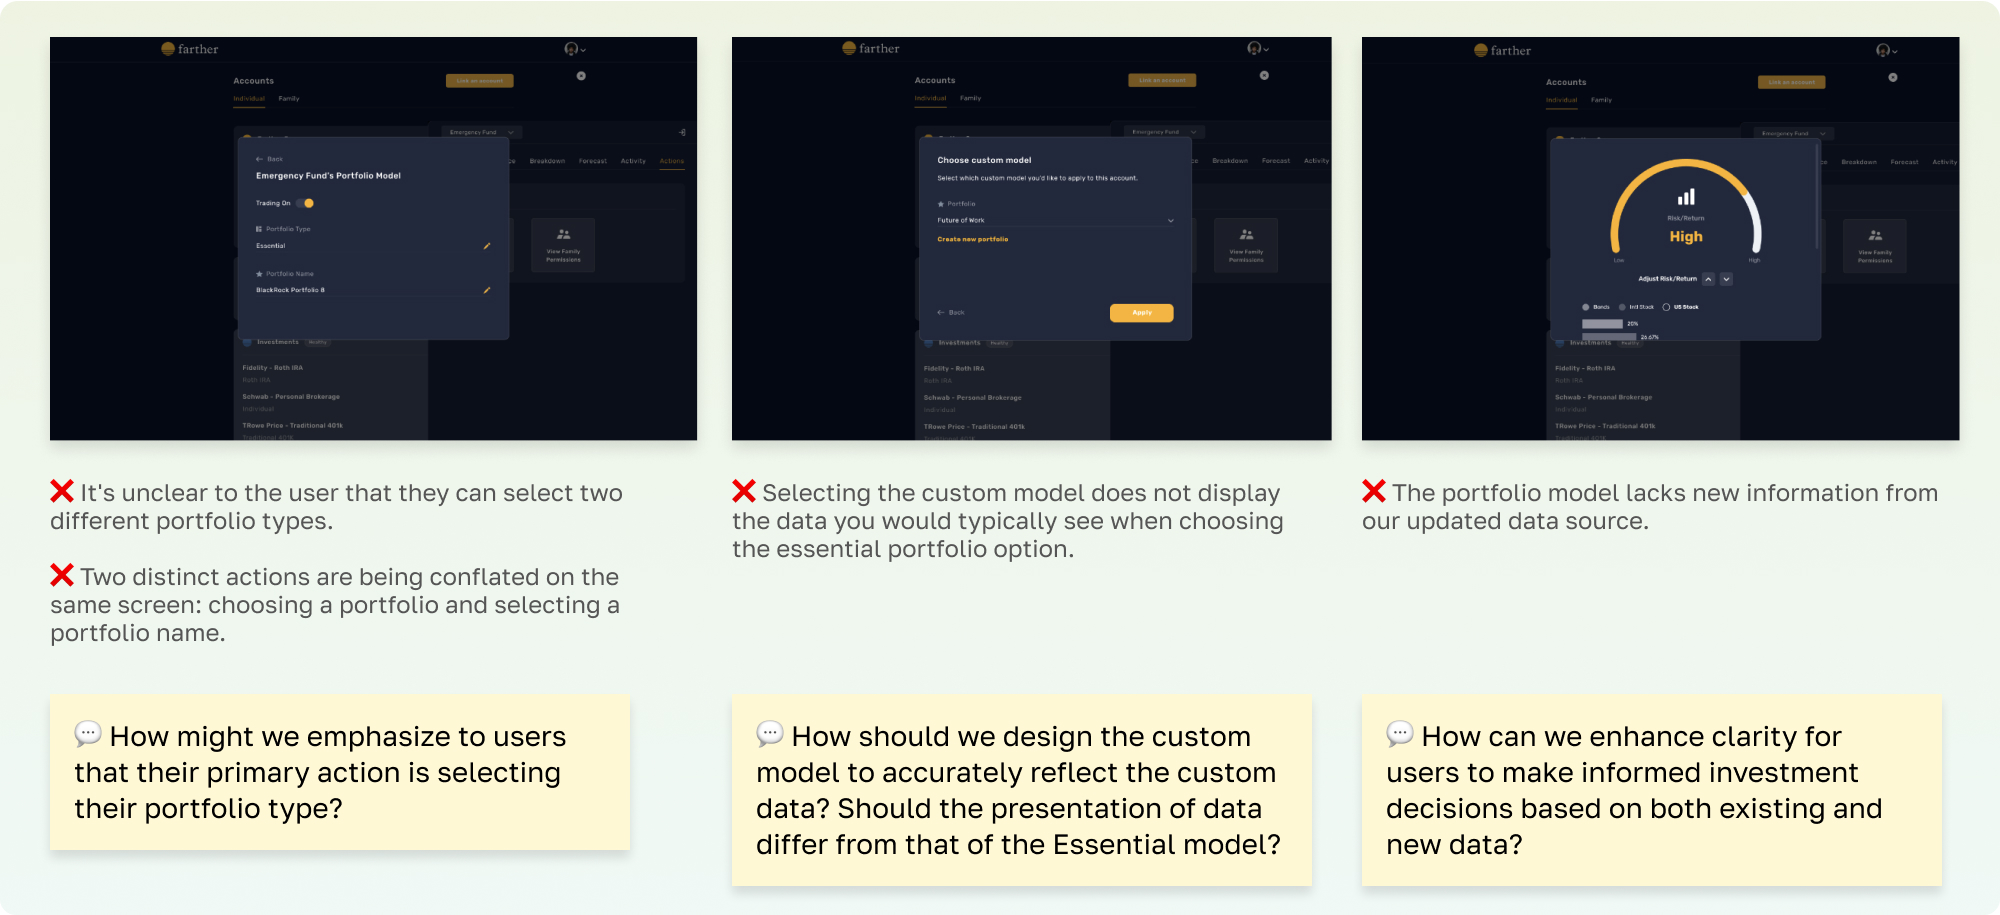 farther
Accounts
Link an account
Individual Family
Emergency Fund
Breakdown Forecast Activity Actions
← Back
Emergency Fund's Portfolio Model
Trading On
Portfolio Type
Essential
Portfolio Name
BlackRock Portfolio 8
View Family
Permissions
Investments
Fidelity - Roth IRA
Roth IRA
Schwab - Personal Brokerage
Individual
TRowe Price - Traditional 401k
Traditional 401k
farther
Accounts
Link an account
Individual Family
Emergency Fund
Breakdown Forecast Activity
Choose custom model
Select which custom model you'd like to apply to this account.
Portfolio
Future of Work
Create new portfolio
← Back
Apply
View Family
Permissions
Investments
Fidelity - Roth IRA
Roth IRA
Schwab - Personal Brokerage
Individual
TRowe Price - Traditional 401k
Traditional 401k
farther
Accounts
Link an account
Individual Family
Emergency Fund
Breakdown Forecast Activity
Risk/Return
High
Low High
Adjust Risk/Return
Bonds Intl Stock US Stock
20%
26.67%
View Family
Permissions
Investments
Fidelity - Roth IRA
Roth IRA
Schwab - Personal Brokerage
Individual
TRowe Price - Traditional 401k
Traditional 401k
❌ It's unclear to the user that they can select two
different portfolio types.
❌ Two distinct actions are being conflated on the
same screen: choosing a portfolio and selecting a
portfolio name.
❌ Selecting the custom model does not display
the data you would typically see when choosing
the essential portfolio option.
❌ The portfolio model lacks new information from
our updated data source.
💬 How might we emphasize to users
that their primary action is selecting
their portfolio type?
💬 How should we design the custom
model to accurately reflect the custom
data? Should the presentation of data
differ from that of the Essential model?
💬 How can we enhance clarity for
users to make informed investment
decisions based on both existing and
new data?